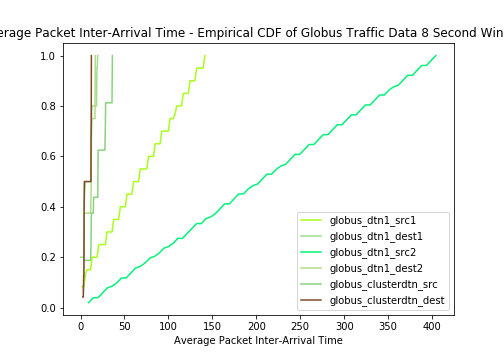 erage Packet Inter-Arrival Time - Empirical CDF of Globus Traffic Data 8 Second Win
1.0
0.8
0.6
0.4
0.2
0.0
globus_dtn1_src1
globus_dtn1_dest1
globus_dtn1_src2
globus_dtn1_dest2
globus_clusterdtn_src
globus_clusterdtn_dest
0 50 100 150 200 250 300 350 400
Average Packet Inter-Arrival Time